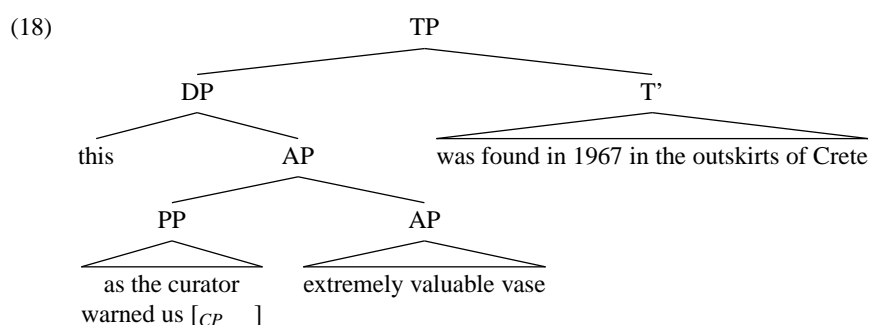 (18) TP
DP T’
this AP was found in 1967 in the outskirts of Crete
PP AP
as the curator extremely valuable vase
warned us [CP __ ]